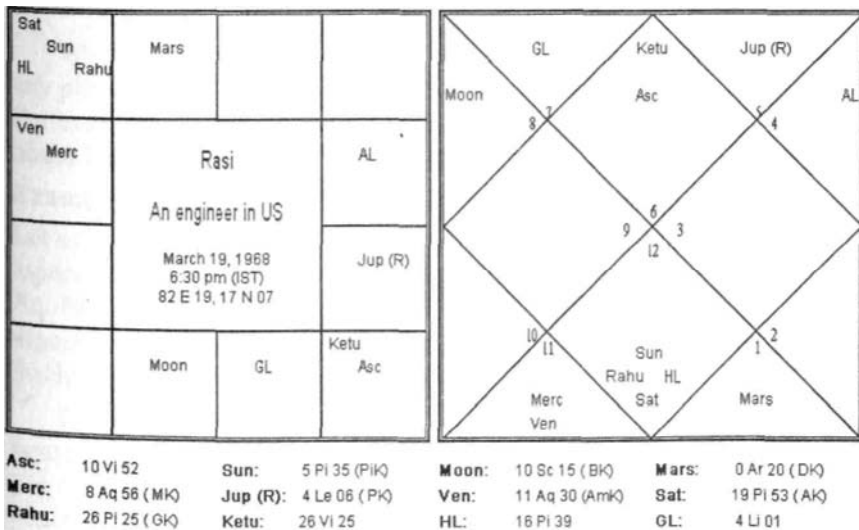 Sat
Sun
HL Rahu
Mars
Ven
Merc
Rasi
An engineer in US
March 19, 1968
6:30 pm (IST)
82 E 19, 17 N 07
AL
Jup (R)
Moon
GL
Ketu
Asc
GL
Ketu
Jup (R)
Moon
Asc
AL
7
5
8
4
6
9
3
12
10
2
11
1
Sun
Rahu HL
Sat
Merc
Ven
Mars
Asc: 10 Vi 52 Sun: 5 Pi 35 (PiK) Moon: 10 Sc 15 (BK) Mars: 0 Ar 20 (DK)
Merc: 8 Aq 56 (MK) Jup (R): 4 Le 06 (PK) Ven: 11 Aq 30 (AmK) Sat: 19 Pi 53 (AK)
Rahu: 26 Pi 25 (GK) Ketu: 26 Vi 25 HL: 16 Pi 39 GL: 4 Li 01